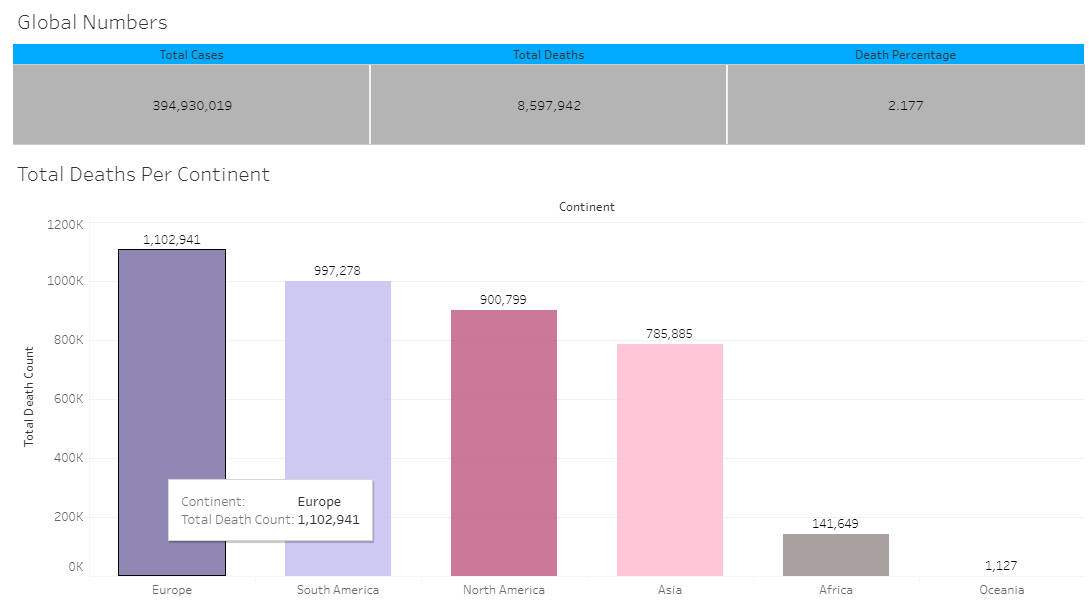 Global Numbers
Total Cases Total Deaths Death Percentage
394,930,019 8,597,942 2.177
Total Deaths Per Continent
Continent
1200K
1,102,941
997,278
1000K
900,799
785,885
800K
Total Death Count
600K
400K
Continent: Europe
Total Death Count: 1,102,941
200K
141,649
1,127
0K
Europe South America North America Asia Africa Oceania